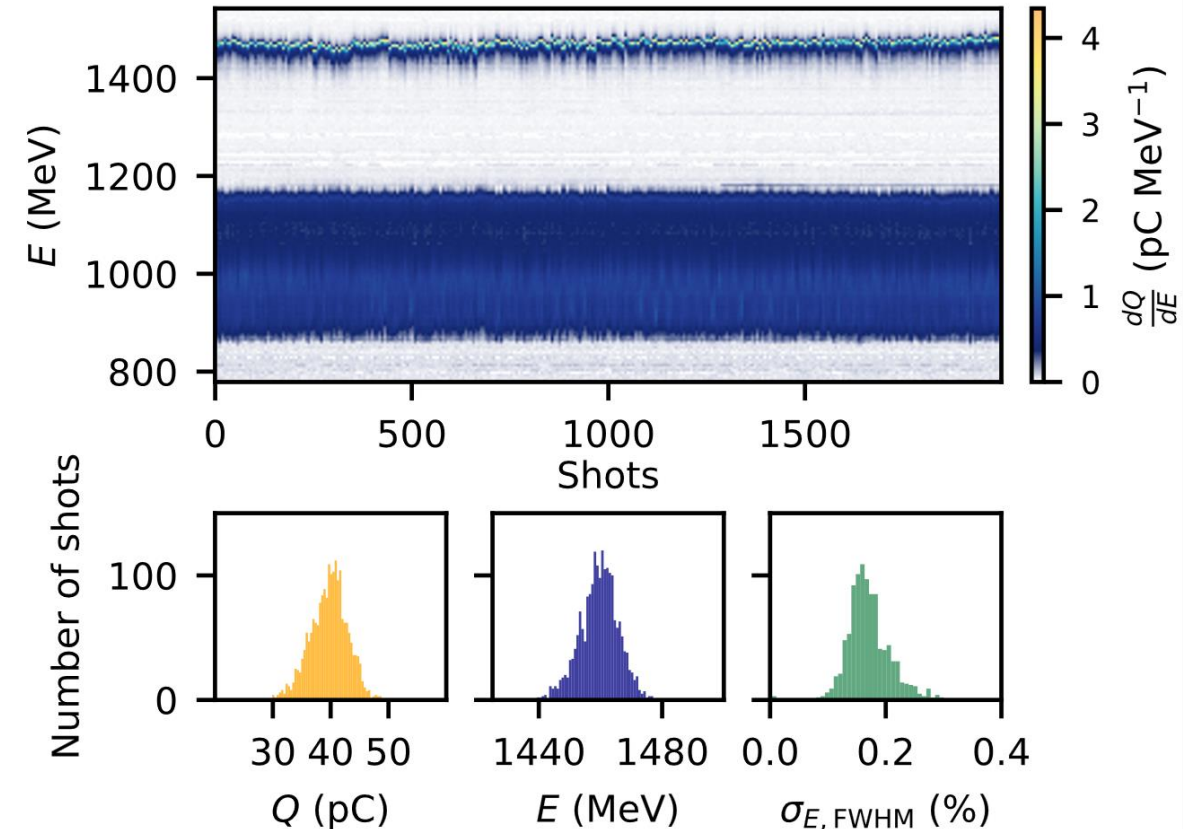 1400
1200
1000
800
E (MeV)
0 500 1000 1500
Shots
4
3
2
1
0
dQ/dE (pC MeV⁻¹)
Number of shots
100
0
30 40 50
Q (pC)
1440 1480
E (MeV)
0.0 0.2 0.4
σE, FWHM (%)